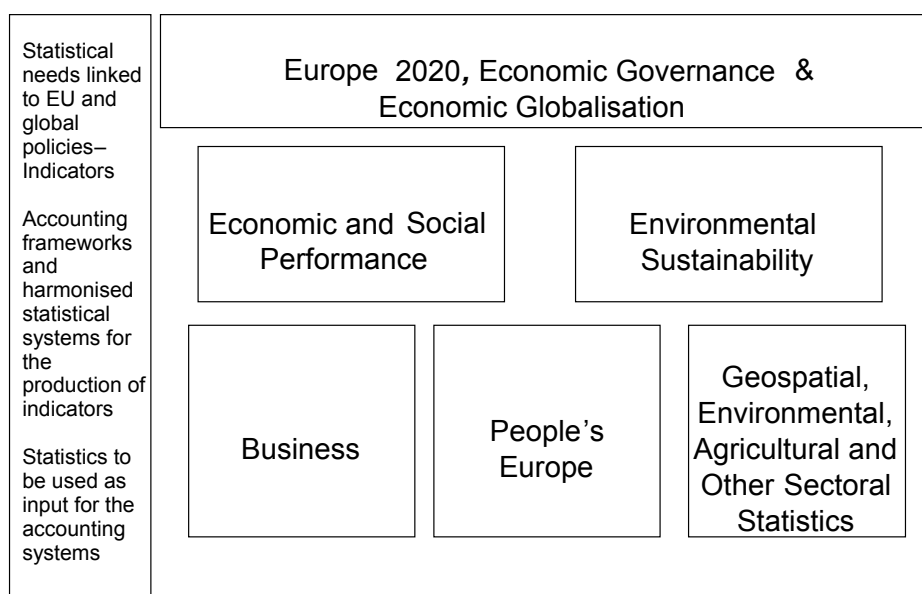 Statistical
needs linked
to EU and
global
policies–
Indicators
Accounting
frameworks
and
harmonised
statistical
systems for
the
production of
indicators
Statistics to
be used as
input for the
accounting
systems
Europe 2020, Economic Governance &
Economic Globalisation
Economic and Social
Performance
Environmental
Sustainability
Business
People’s
Europe
Geospatial,
Environmental,
Agricultural and
Other Sectoral
Statistics